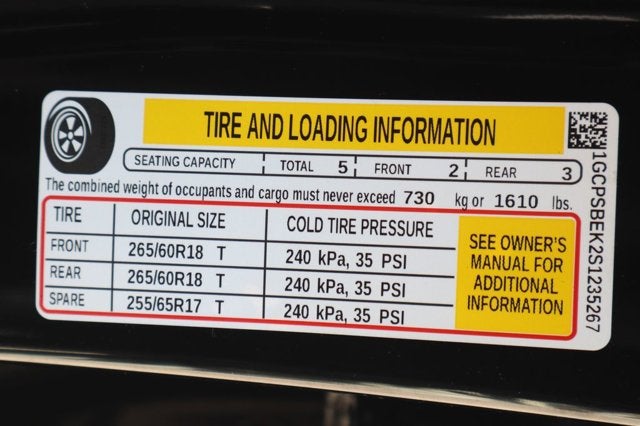 TIRE AND LOADING INFORMATION
SEATING CAPACITY TOTAL 5 FRONT 2 REAR 3
The combined weight of occupants and cargo must never exceed 730 kg or 1610 lbs.
TIRE ORIGINAL SIZE COLD TIRE PRESSURE
FRONT 265/60R18 T 240 kPa, 35 PSI
REAR 265/60R18 T 240 kPa, 35 PSI
SPARE 255/65R17 T 240 kPa, 35 PSI
SEE OWNER'S
MANUAL FOR
ADDITIONAL
INFORMATION
1GCPSBEK2S1235267